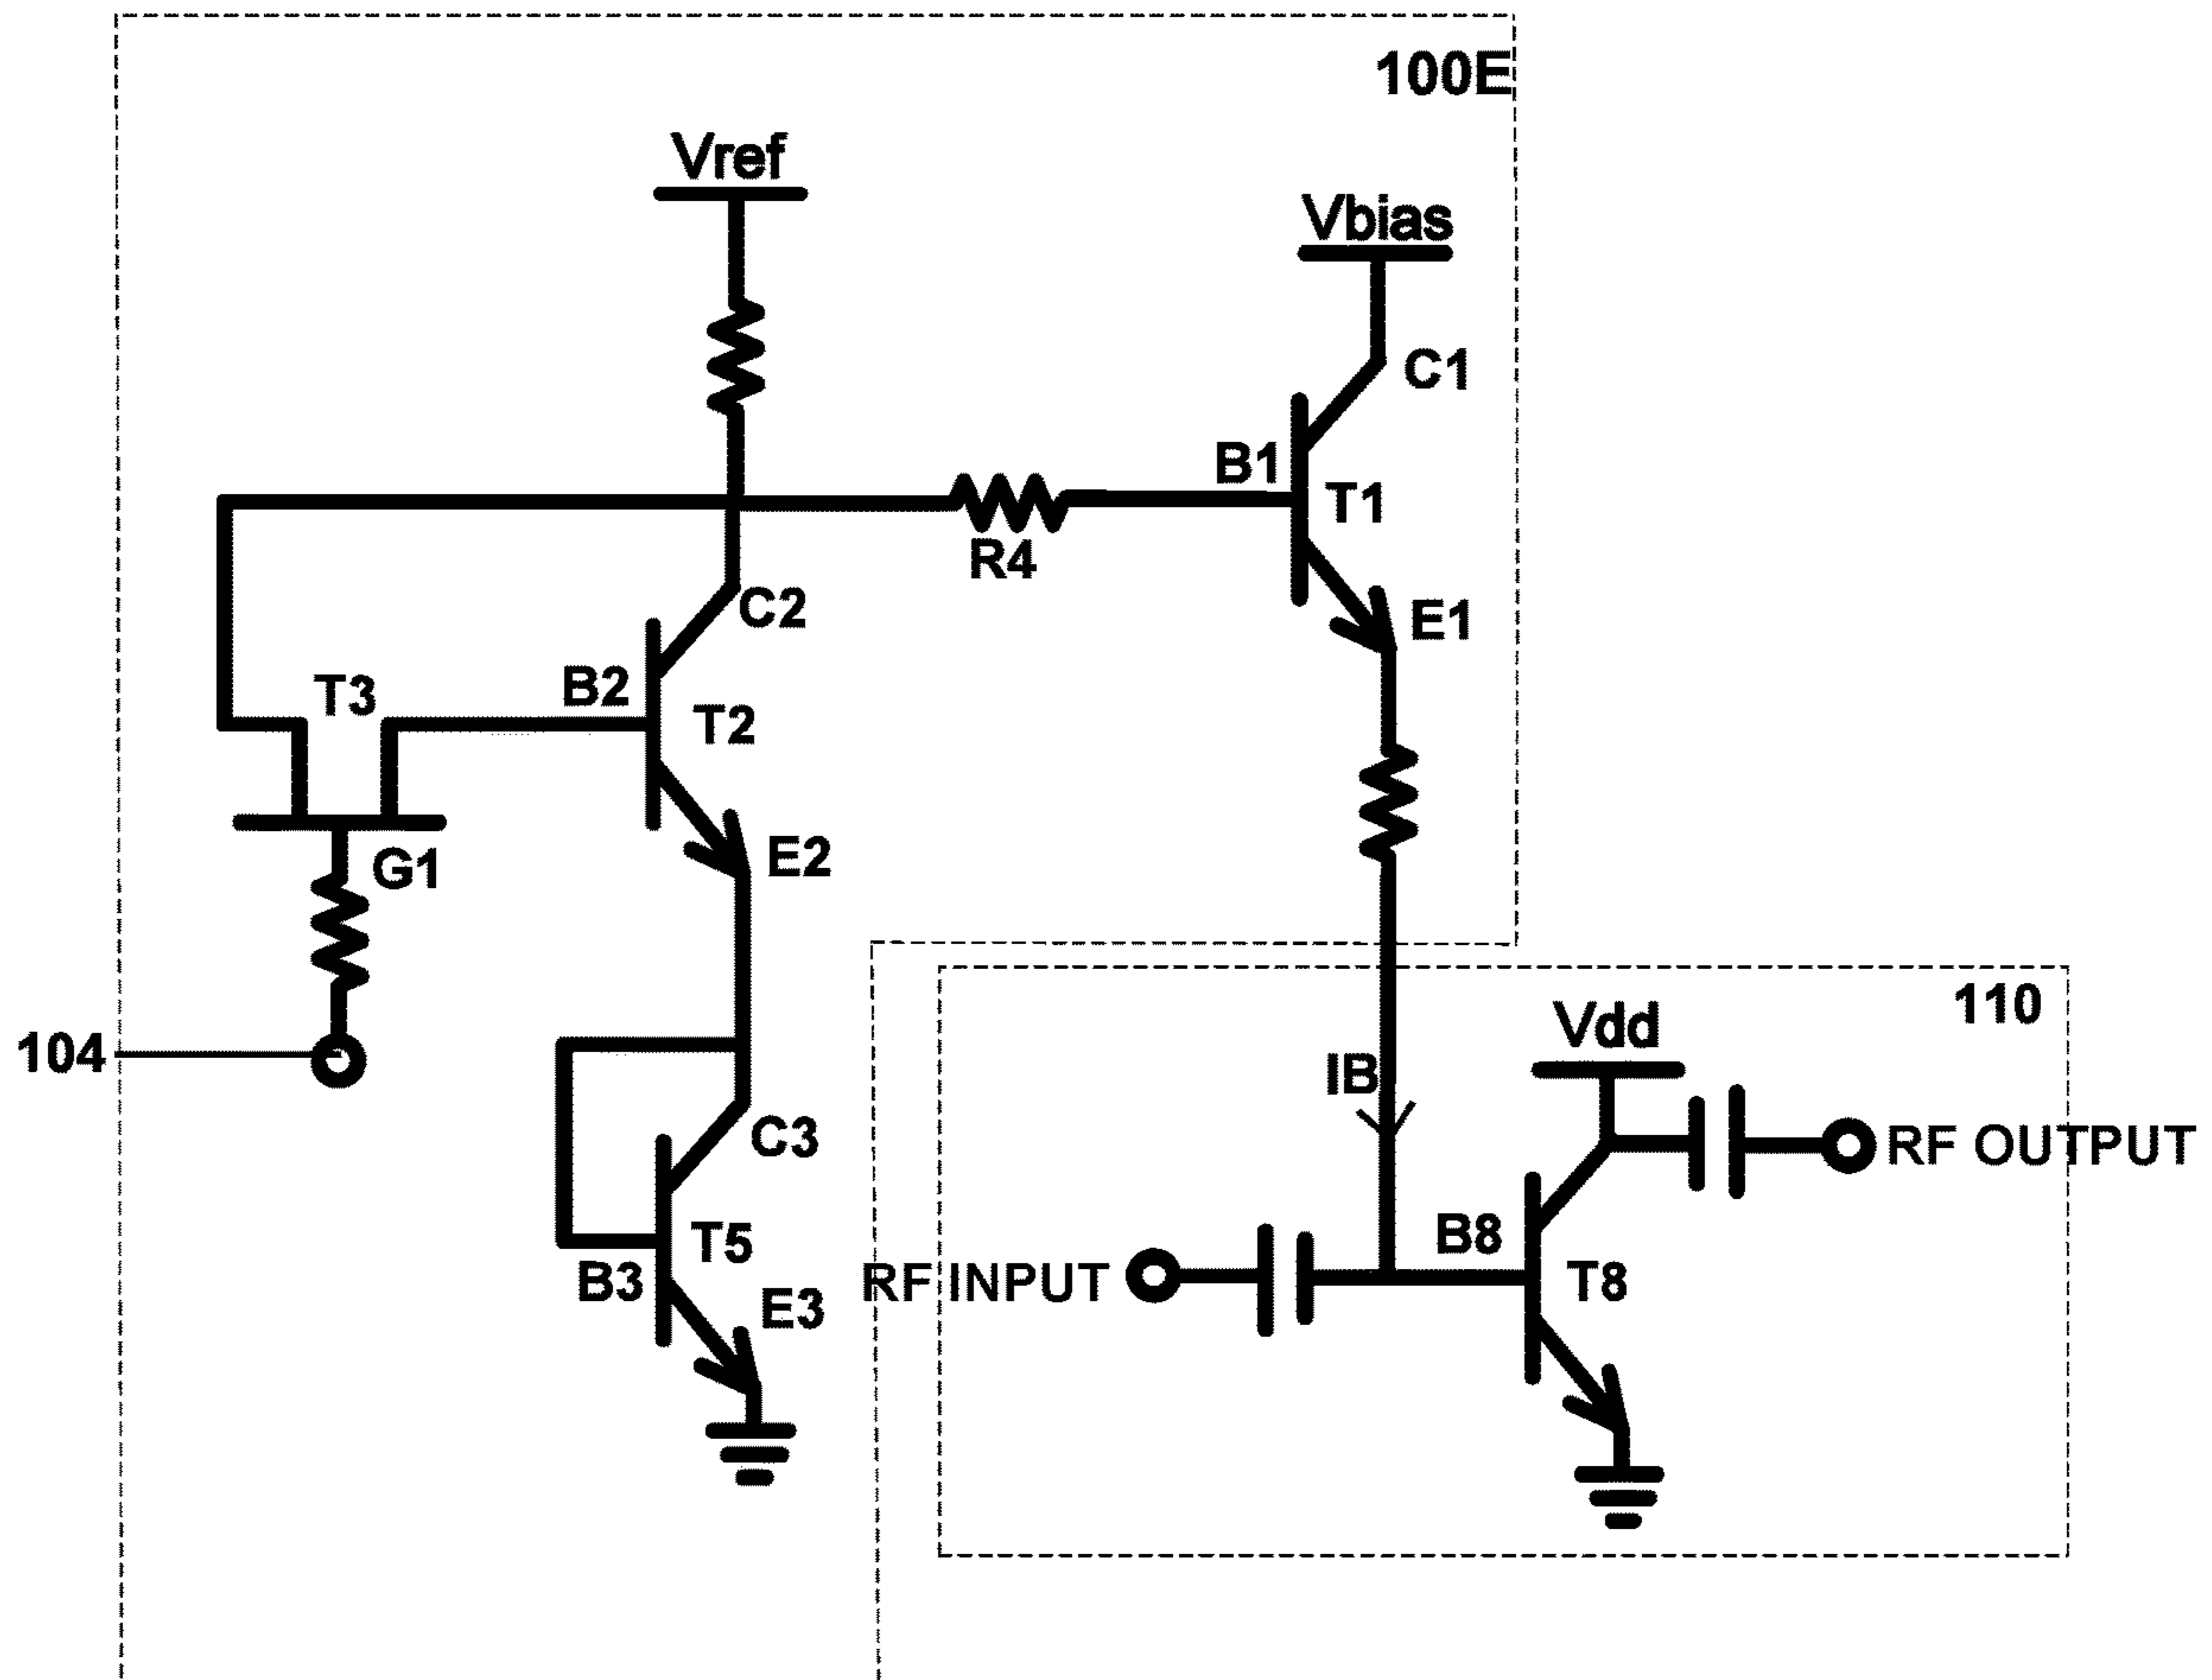 100E
Vref
Vbias
C1
B1
T1
R4
C2
E1
T3
B2
T2
E2
G1
110
Vdd
104
IB
C3
RF OUTPUT
T5
B8
B3
RF INPUT
T8
E3